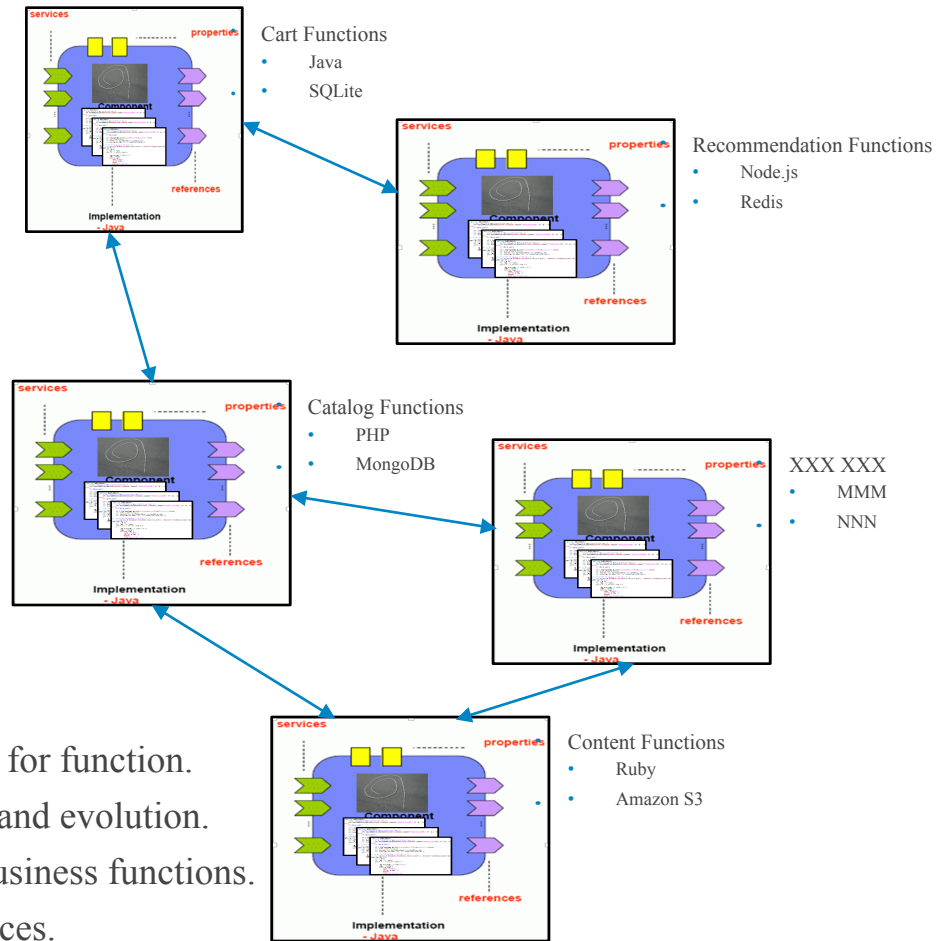 services
properties
Component
references
Implementation
- Java
Cart Functions
• Java
• SQLite
services
properties
Component
references
Implementation
- Java
Recommendation Functions
• Node.js
• Redis
services
properties
Component
references
Implementation
- Java
Catalog Functions
• PHP
• MongoDB
services
properties
Component
references
Implementation
- Java
XXX XXX
• MMM
• NNN
services
properties
references
Implementation
- Java
Content Functions
• Ruby
• Amazon S3
for function.
and evolution.
usiness functions.
ces.